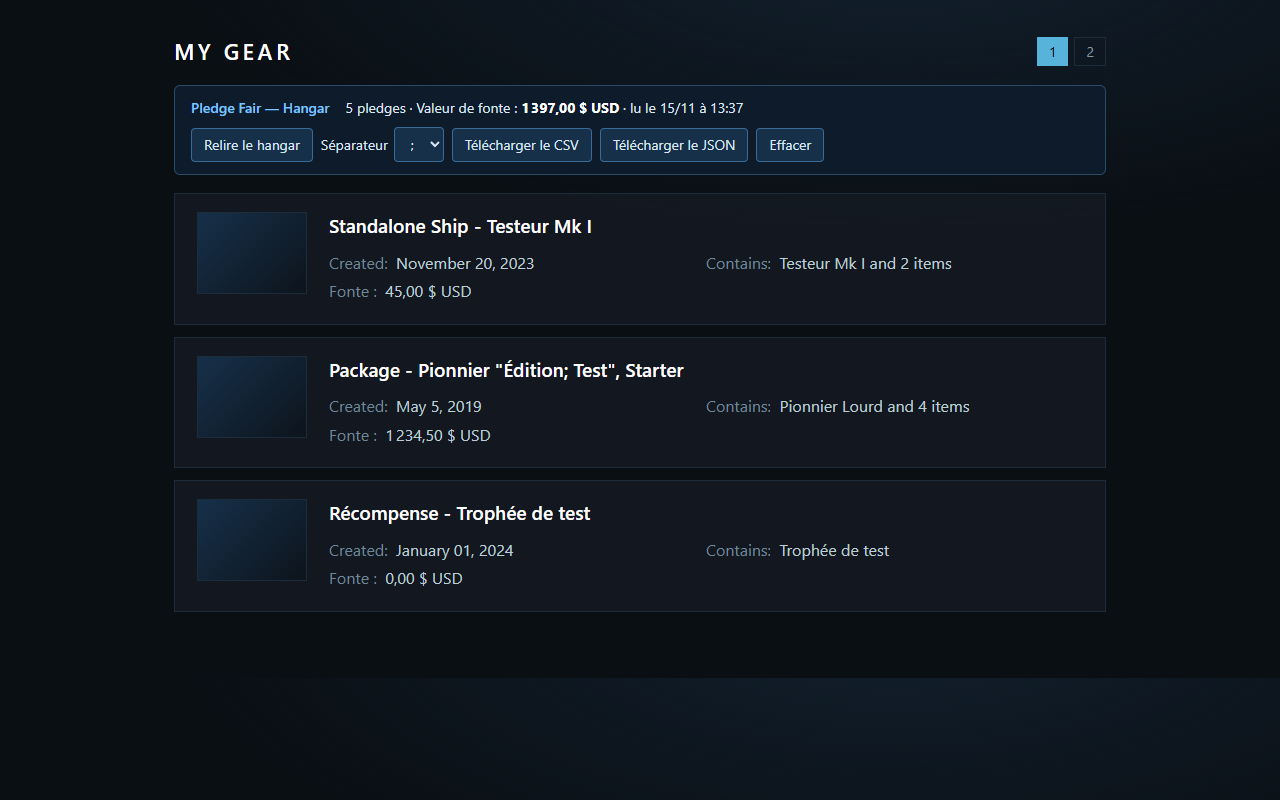 MY GEAR
1 2
Pledge Fair — Hangar 5 pledges · Valeur de fonte : 1 397,00 $ USD · lu le 15/11 à 13:37
Relire le hangar Séparateur ; Télécharger le CSV Télécharger le JSON Effacer
Standalone Ship - Testeur Mk I
Created: November 20, 2023 Contains: Testeur Mk I and 2 items
Fonte : 45,00 $ USD
Package - Pionnier "Édition; Test", Starter
Created: May 5, 2019 Contains: Pionnier Lourd and 4 items
Fonte : 1 234,50 $ USD
Récompense - Trophée de test
Created: January 01, 2024 Contains: Trophée de test
Fonte : 0,00 $ USD